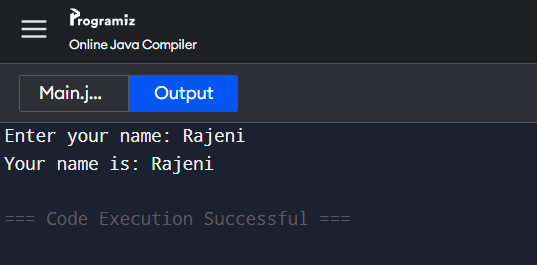 Programiz
Online Java Compiler
Main.j... Output
Enter your name: Rajeni
Your name is: Rajeni
=== Code Execution Successful ===